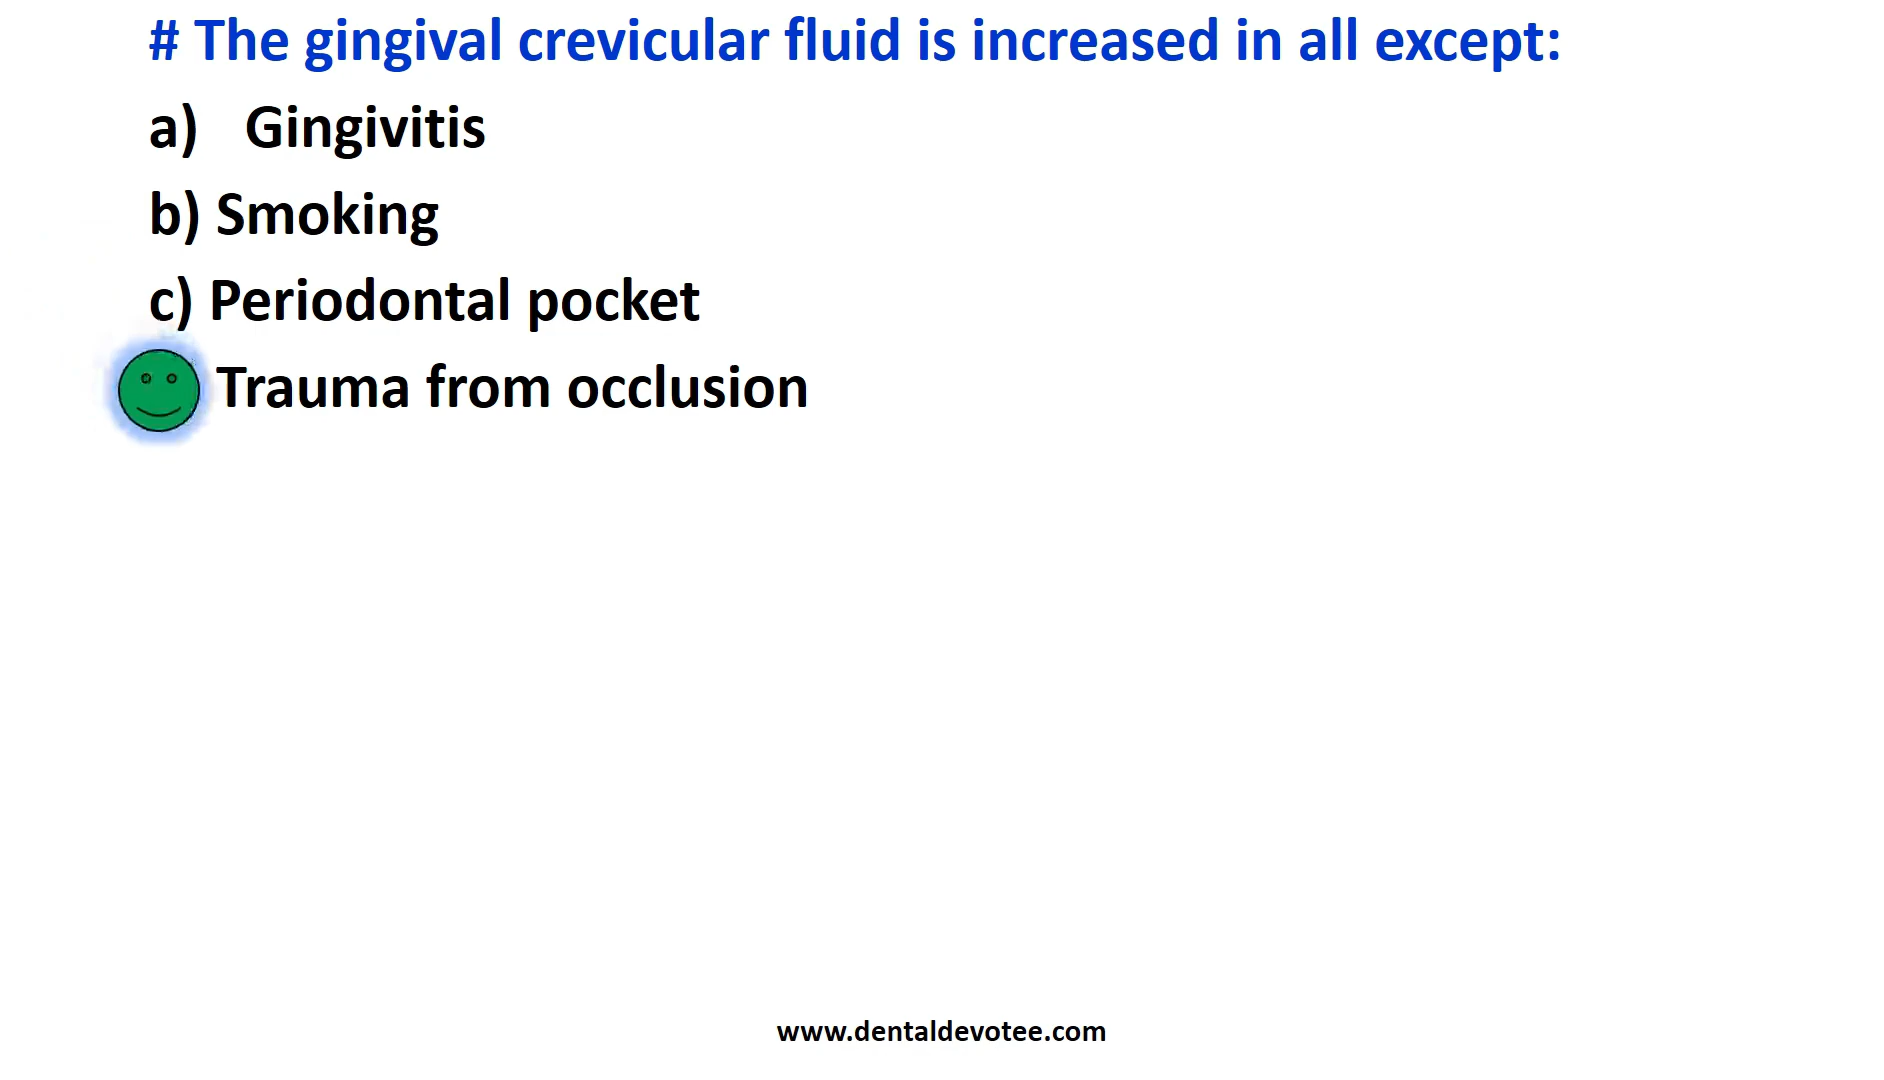 # The gingival crevicular fluid is increased in all except:
a) Gingivitis
b) Smoking
c) Periodontal pocket
Trauma from occlusion
www.dentaldevotee.com